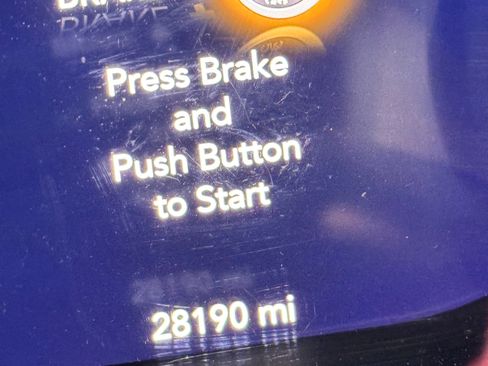 Press Brake
and
Push Button
to Start
28190 mi